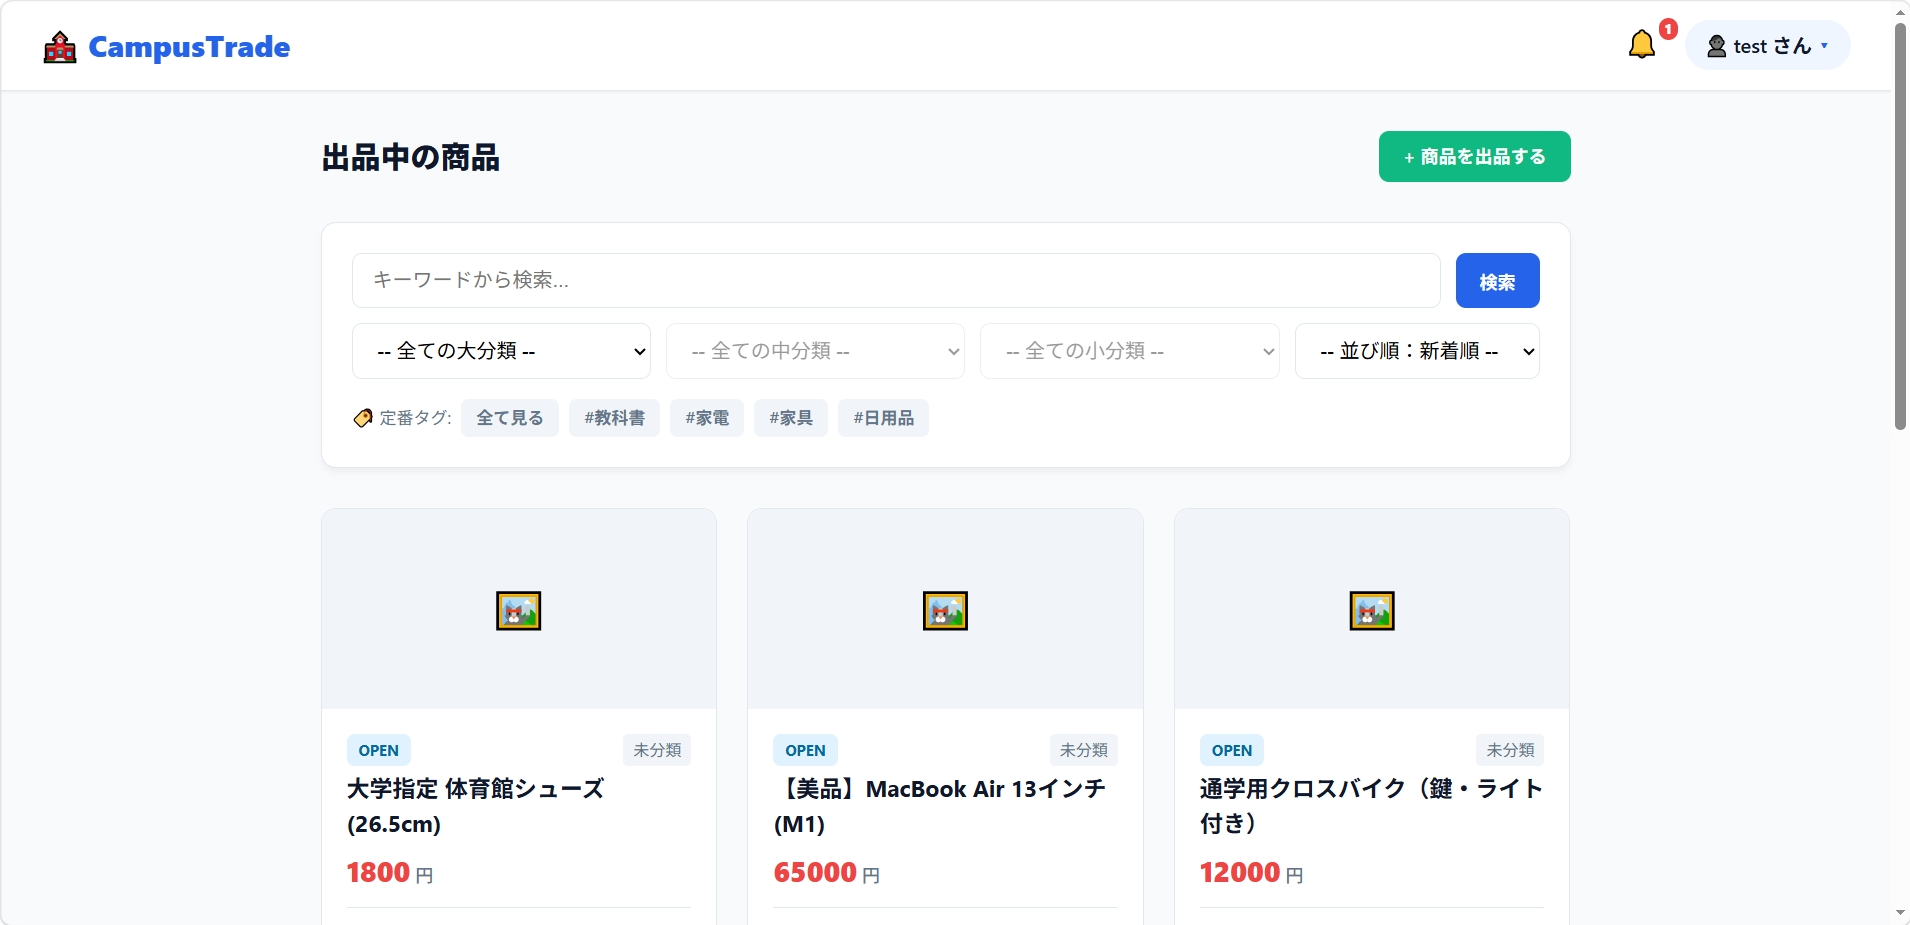 CampusTrade
1
test さん ▾
出品中の商品
+ 商品を出品する
キーワードから検索...
検索
-- 全ての大分類 --
-- 全ての中分類 --
-- 全ての小分類 --
-- 並び順：新着順 --
定番タグ: 全て見る #教科書 #家電 #家具 #日用品
OPEN 未分類
大学指定 体育館シューズ
(26.5cm)
1800 円
OPEN 未分類
【美品】MacBook Air 13インチ
(M1)
65000 円
OPEN 未分類
通学用クロスバイク（鍵・ライト
付き）
12000 円